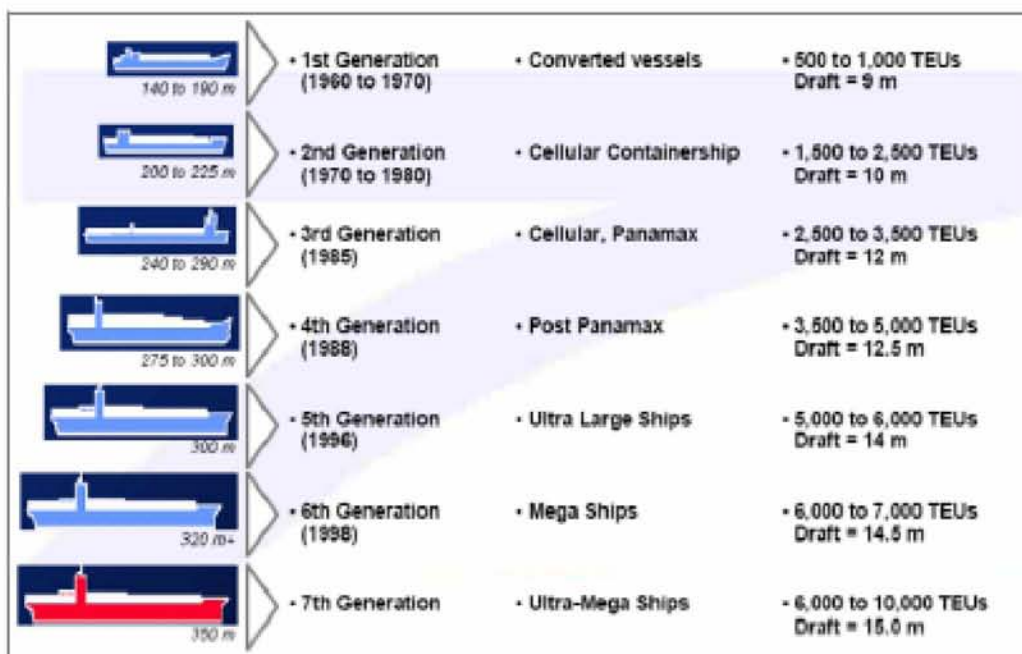 140 to 190 m
• 1st Generation
(1960 to 1970)
• Converted vessels
• 500 to 1,000 TEUs
Draft = 9 m
200 to 225 m
• 2nd Generation
(1970 to 1980)
• Cellular Containership
• 1,500 to 2,500 TEUs
Draft = 10 m
240 to 290 m
• 3rd Generation
(1985)
• Cellular, Panamax
• 2,500 to 3,500 TEUs
Draft = 12 m
275 to 300 m
• 4th Generation
(1988)
• Post Panamax
• 3,500 to 5,000 TEUs
Draft = 12.5 m
300 m
• 5th Generation
(1996)
• Ultra Large Ships
• 5,000 to 6,000 TEUs
Draft = 14 m
320 m+
• 6th Generation
(1998)
• Mega Ships
• 6,000 to 7,000 TEUs
Draft = 14.5 m
350 m
• 7th Generation
• Ultra-Mega Ships
• 6,000 to 10,000 TEUs
Draft = 15.0 m